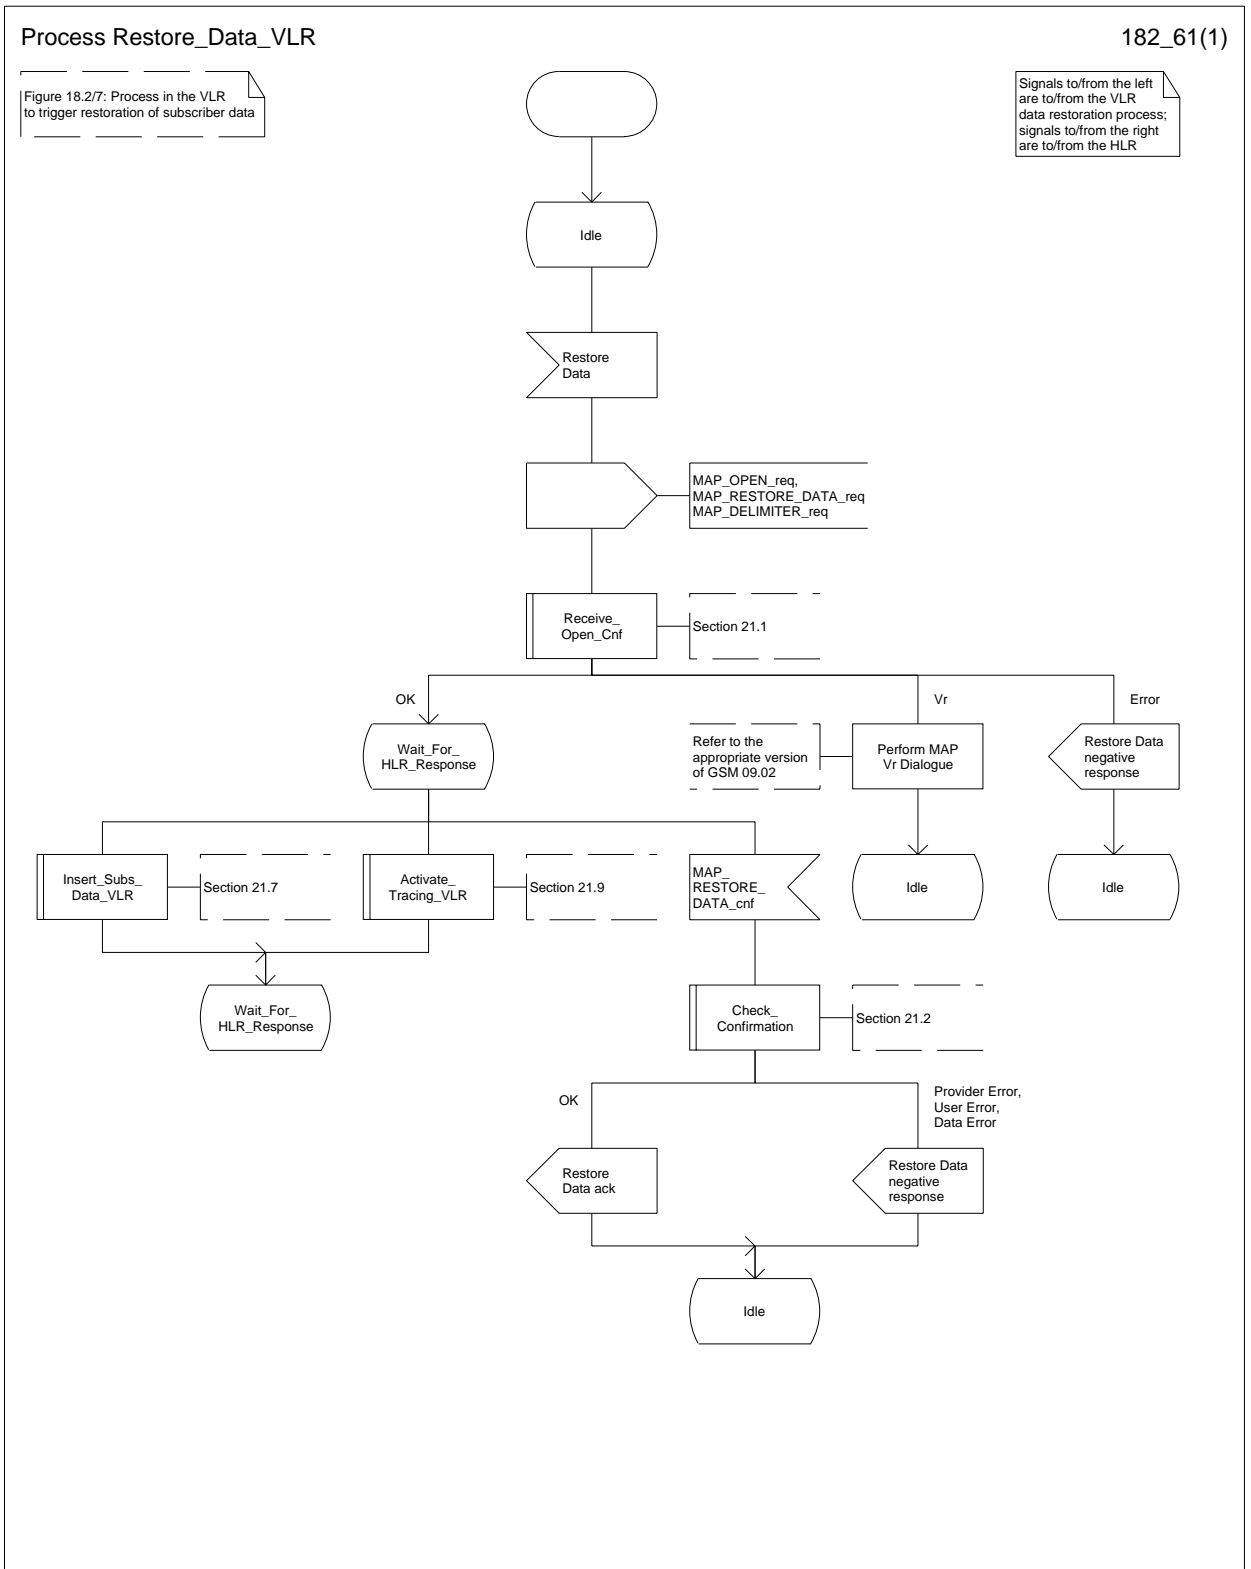 Process Restore_Data_VLR
182_61(1)
Figure 18.2/7: Process in the VLR
to trigger restoration of subscriber data
Signals to/from the left
are to/from the VLR
data restoration process;
signals to/from the right
are to/from the HLR
Idle
Restore
Data
MAP_OPEN_req,
MAP_RESTORE_DATA_req
MAP_DELIMITER_req
Receive_
Open_Cnf
Section 21.1
OK
Vr
Error
Wait_For_
HLR_Response
Refer to the
appropriate version
of GSM 09.02
Perform MAP
Vr Dialogue
Restore Data
negative
response
Insert_Subs_
Data_VLR
Section 21.7
Activate_
Tracing_VLR
Section 21.9
MAP_
RESTORE_
DATA_cnf
Idle
Idle
Wait_For_
HLR_Response
Check_
Confirmation
Section 21.2
OK
Provider Error,
User Error,
Data Error
Restore
Data ack
Restore Data
negative
response
Idle